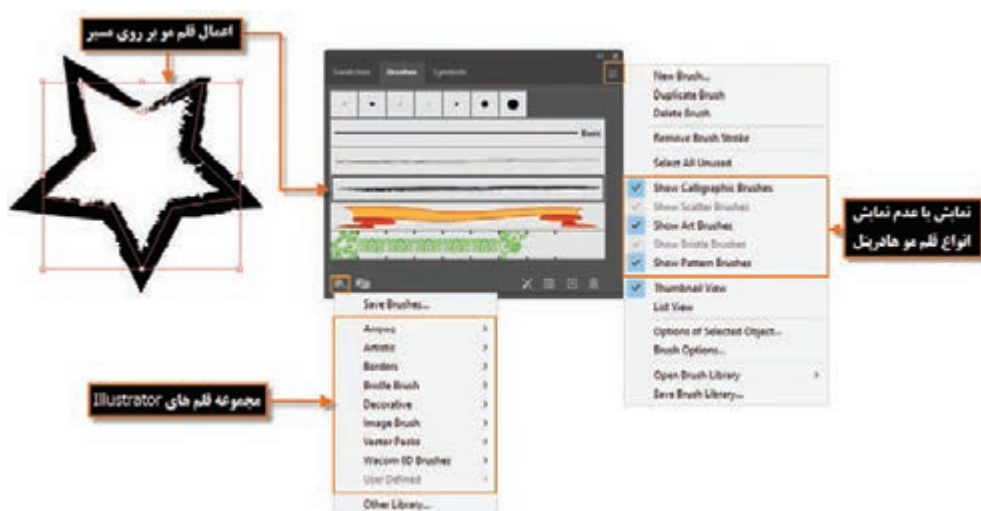 اعمال قلم مو بر روی مسیر
Swatches Brushes Symbols
Basic
New Brush...
Duplicate Brush
Delete Brush
Remove Brush Stroke
Select All Unused
Show Calligraphic Brushes
Show Scatter Brushes
Show Art Brushes
Show Bristle Brushes
Show Pattern Brushes
Thumbnail View
List View
Options of Selected Object...
Brush Options...
Open Brush Library
Save Brush Library...
نمایش یا عدم نمایش
انواع قلم مو هادرپنل
Save Brushes...
Arrows
Artistic
Borders
Bristle Brush
Decorative
Image Brush
Vector Packs
Wacom 6D Brushes
User Defined
Other Library...
مجموعه قلم های Illustrator